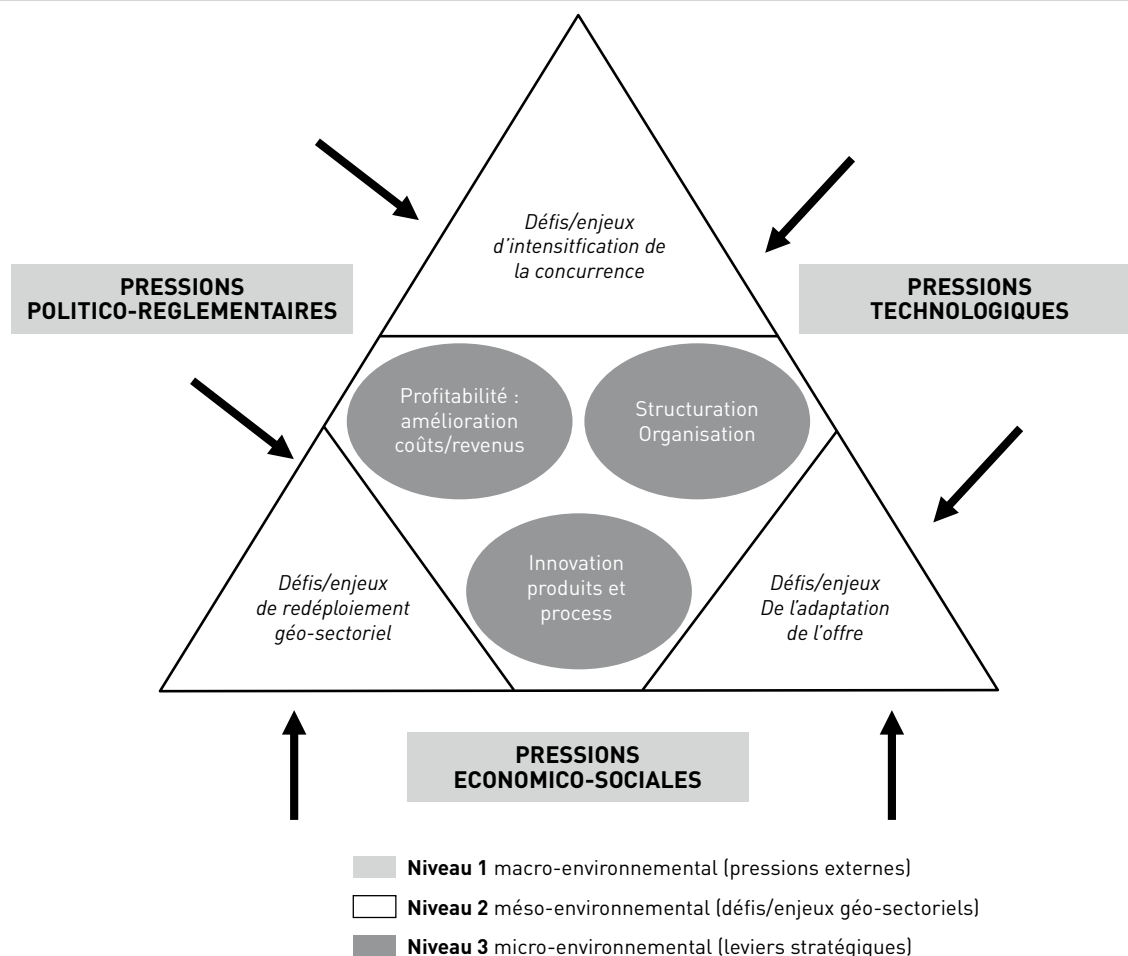 Défis/enjeux
d'intensitfication de
la concurrence
PRESSIONS
POLITICO-REGLEMENTAIRES
PRESSIONS
TECHNOLOGIQUES
Profitabilité :
amélioration
coûts/revenus
Structuration
Organisation
Innovation
produits et
process
Défis/enjeux
de redéploiement
géo-sectoriel
Défis/enjeux
De l'adaptation
de l'offre
PRESSIONS
ECONOMICO-SOCIALES
Niveau 1 macro-environnemental (pressions externes)
Niveau 2 méso-environnemental (défis/enjeux géo-sectoriels)
Niveau 3 micro-environnemental (leviers stratégiques)